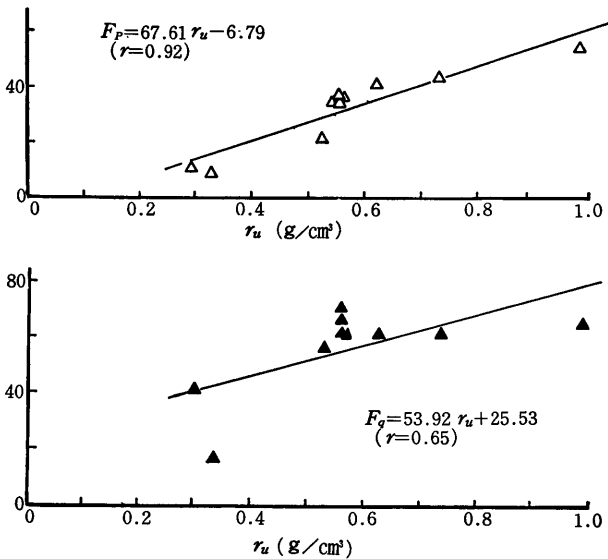 F_P=67.61 r_u−6.79
(r=0.92)
40
0
0 0.2 0.4 0.6 0.8 1.0
r_u (g/cm³)
80
40
F_q=53.92 r_u+25.53
(r=0.65)
0
0 0.2 0.4 0.6 0.8 1.0
r_u (g/cm³)